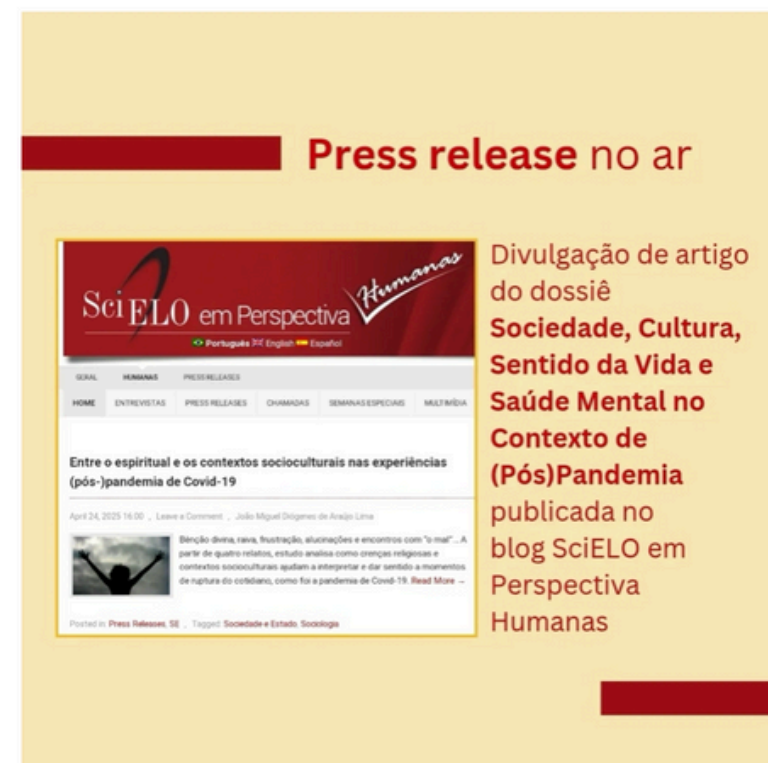 Press release no ar
SciELO em Perspectiva
Humanas
Português English Español
GERAL HUMANAS PRESS RELEASES
HOME ENTREVISTAS PRESS RELEASES CHAMADAS SEMANAS ESPECIAIS MULTIMÍDIA
Entre o espiritual e os contextos socioculturais nas experiências
(pós-)pandemia de Covid-19
April 24, 2025 16:00 , Leave a Comment , João Miguel Diógenes de Araújo Lima
Bênção divina, raiva, frustração, alucinações e encontros com "o mal"... A
partir de quatro relatos, estudo analisa como crenças religiosas e
contextos socioculturais ajudam a interpretar e dar sentido a momentos
de ruptura do cotidiano, como foi a pandemia de Covid-19. Read More →
Posted in: Press Releases, SE , Tagged: Sociedade e Estado, Sociologia
Divulgação de artigo
do dossiê
Sociedade, Cultura,
Sentido da Vida e
Saúde Mental no
Contexto de
(Pós)Pandemia
publicada no
blog SciELO em
Perspectiva
Humanas